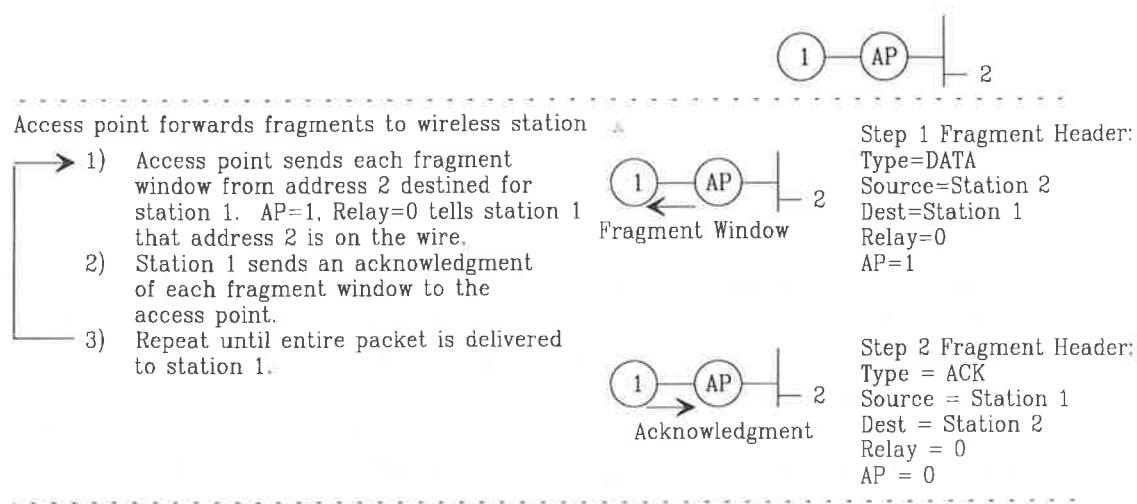 1 AP 2
Access point forwards fragments to wireless station
1) Access point sends each fragment
window from address 2 destined for
station 1. AP=1, Relay=0 tells station 1
that address 2 is on the wire.
2) Station 1 sends an acknowledgment
of each fragment window to the
access point.
3) Repeat until entire packet is delivered
to station 1.
1 AP 2
Fragment Window
Step 1 Fragment Header:
Type=DATA
Source=Station 2
Dest=Station 1
Relay=0
AP=1
1 AP 2
Acknowledgment
Step 2 Fragment Header:
Type = ACK
Source = Station 1
Dest = Station 2
Relay = 0
AP = 0